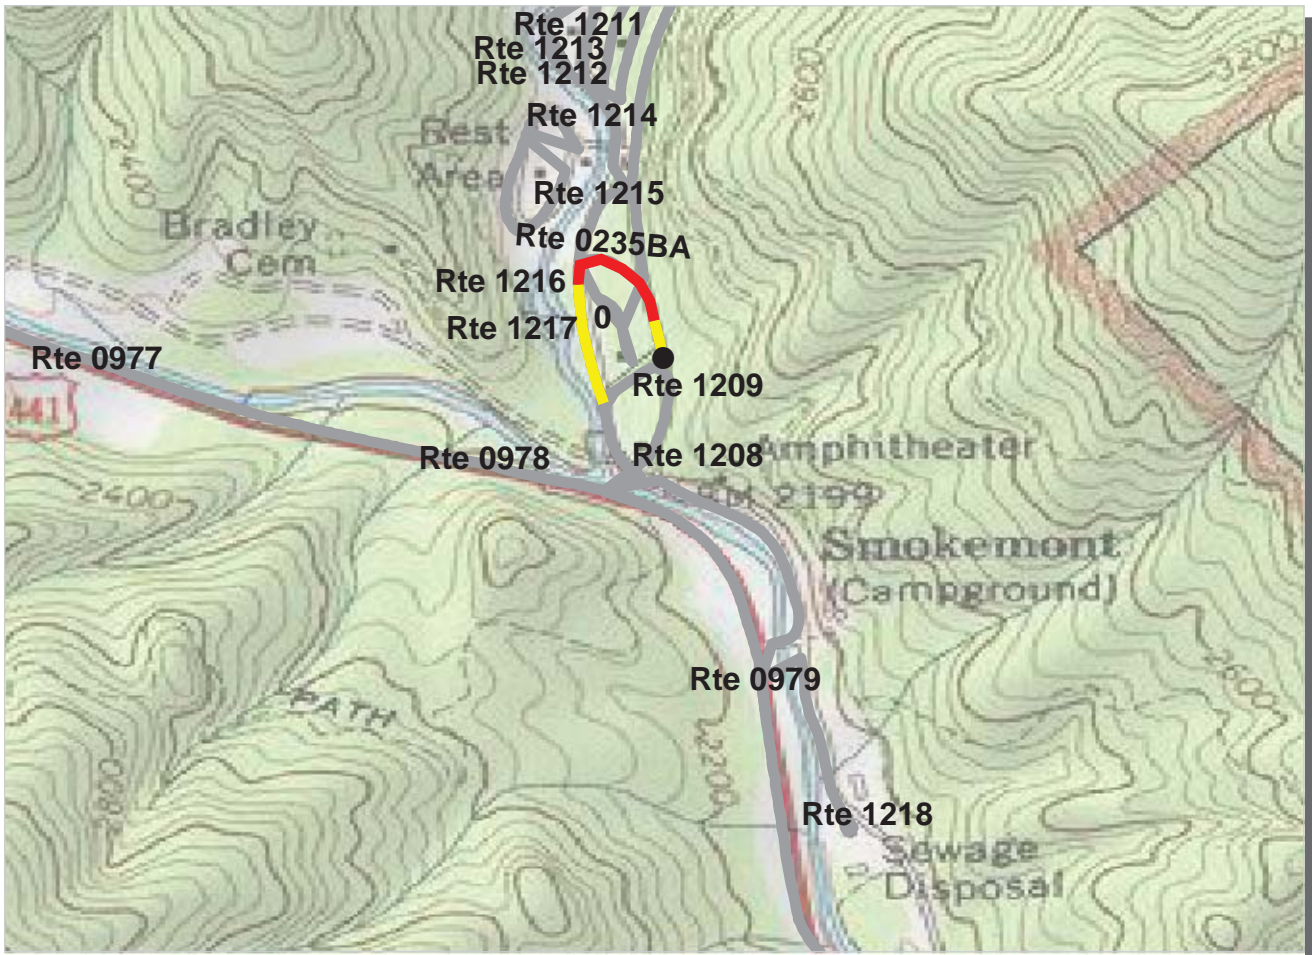 Rte 1211
Rte 1213
Rte 1212
3200
2600
Rte 1214
Rest
Area
2400
Rte 1215
Bradley
Cem
Rte 0235BA
Rte 1216
0
Rte 1217
Rte 0977
Rte 1209
441
Rte 0978
Rte 1208
Amphitheater
2400
BM 2199
Smokemont
(Campground)
Rte 0979
2600
PATH
2200
2800
Rte 1218
Sewage
Disposal